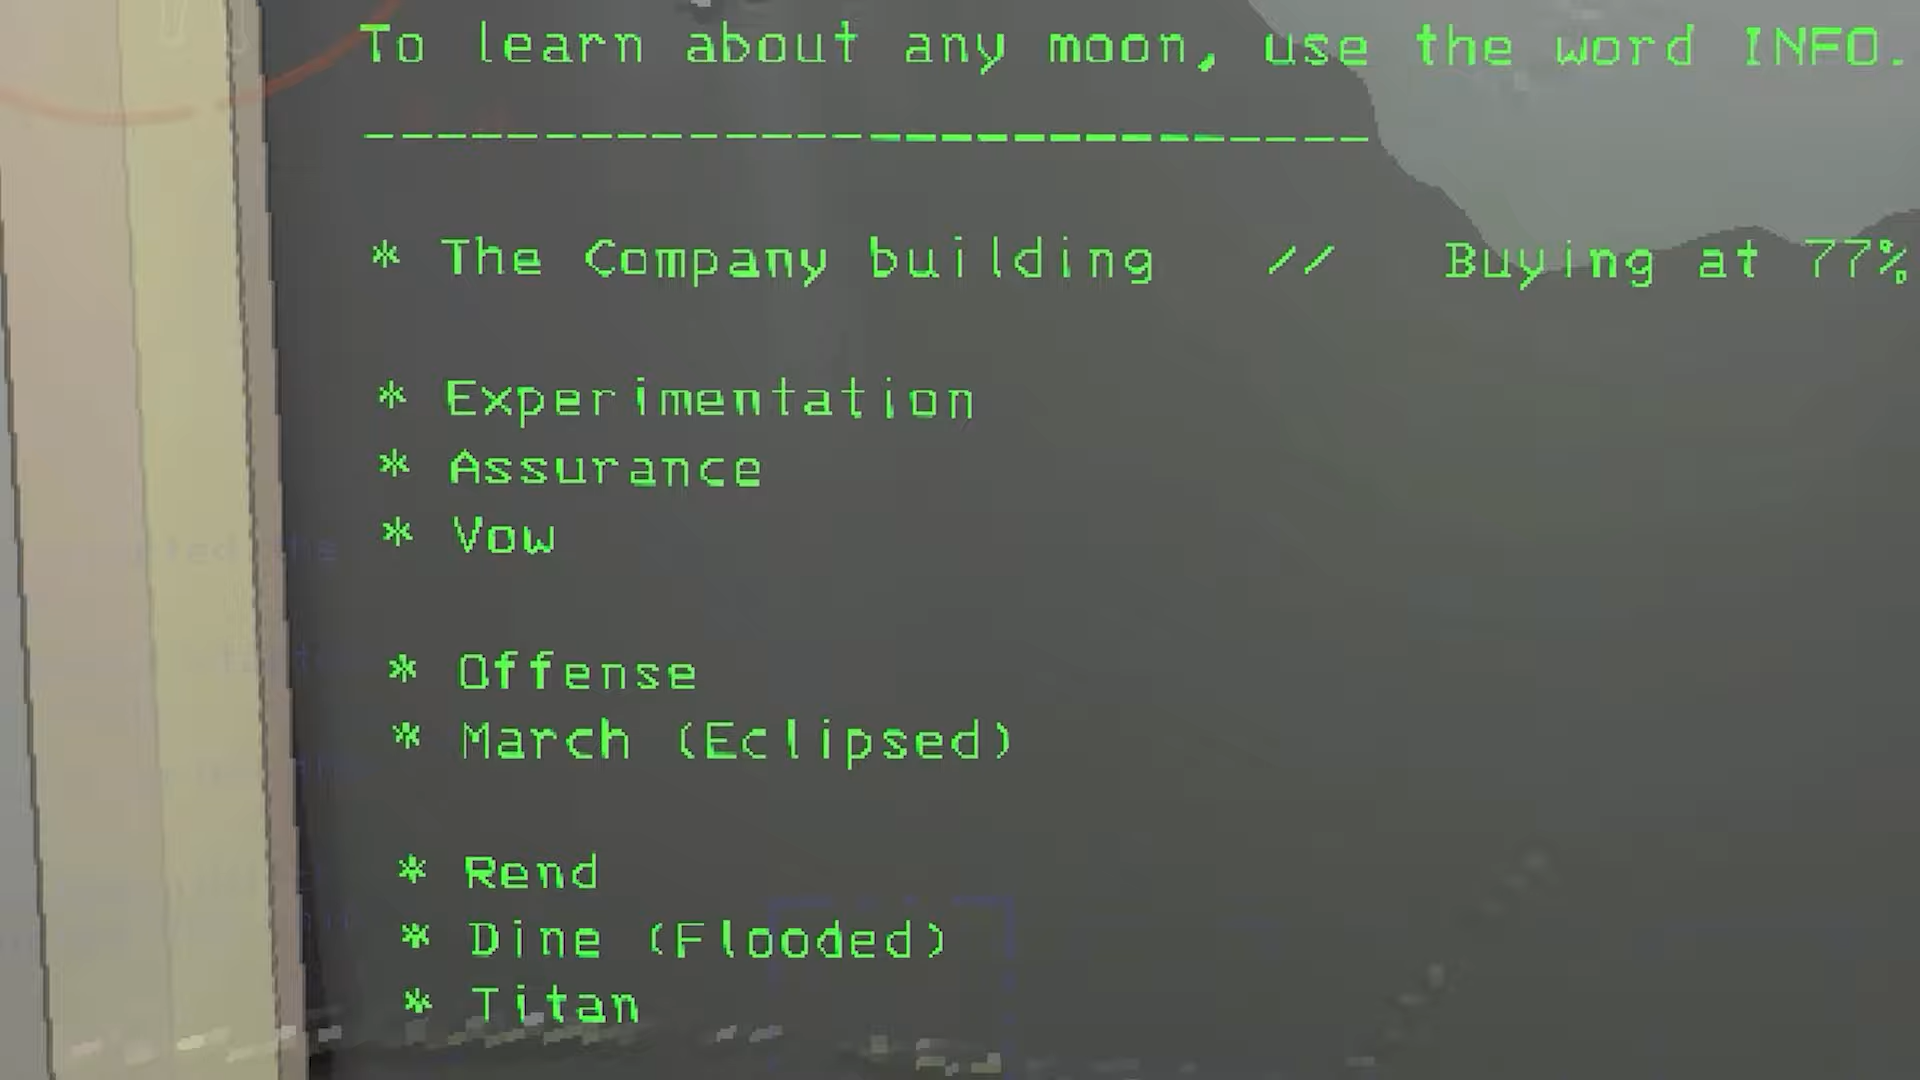 To learn about any moon, use the word INFO.
----------------------------
* The Company building // Buying at 77%
* Experimentation
* Assurance
* Vow
* Offense
* March (Eclipsed)
* Rend
* Dine (Flooded)
* Titan